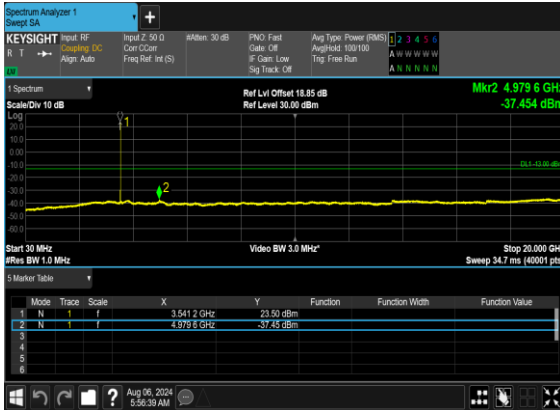 Spectrum Analyzer 1
Swept SA
+
KEYSIGHT Input: RF Input Z: 50 Ω #Atten: 30 dB PNO: Fast Avg Type: Power (RMS) 1 2 3 4 5 6
R T Coupling: DC Corr CCorr Gate: Off Avg|Hold: 100/100 A W W W W W
Align: Auto Freq Ref: Int (S) IF Gain: Low Trig: Free Run
Sig Track: Off A N N N N N
1 Spectrum
Ref Lvl Offset 18.85 dB Mkr2 4.979 6 GHz
Scale/Div 10 dB Ref Level 30.00 dBm -37.454 dBm
Log
1
20.0
10.0
0.00
-10.0
DL1 -13.00 dBm
-20.0
-30.0
2
-40.0
-50.0
-60.0
Start 30 MHz Video BW 3.0 MHz* Stop 20.000 GHz
#Res BW 1.0 MHz Sweep 34.7 ms (40001 pts)
5 Marker Table
Mode Trace Scale X Y Function Function Width Function Value
1 N 1 f 3.541 2 GHz 23.50 dBm
2 N 1 f 4.979 6 GHz -37.45 dBm
3
4
5
6
?
Aug 06, 2024
5:56:39 AM